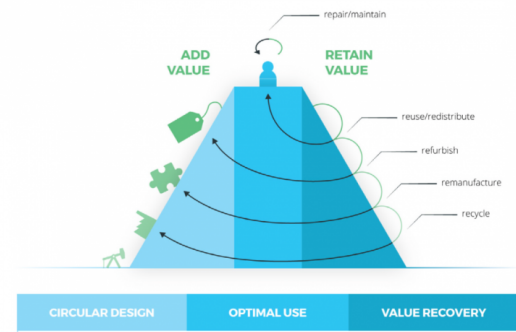 repair/maintain
ADD
VALUE
RETAIN
VALUE
reuse/redistribute
refurbish
remanufacture
recycle
CIRCULAR DESIGN
OPTIMAL USE
VALUE RECOVERY